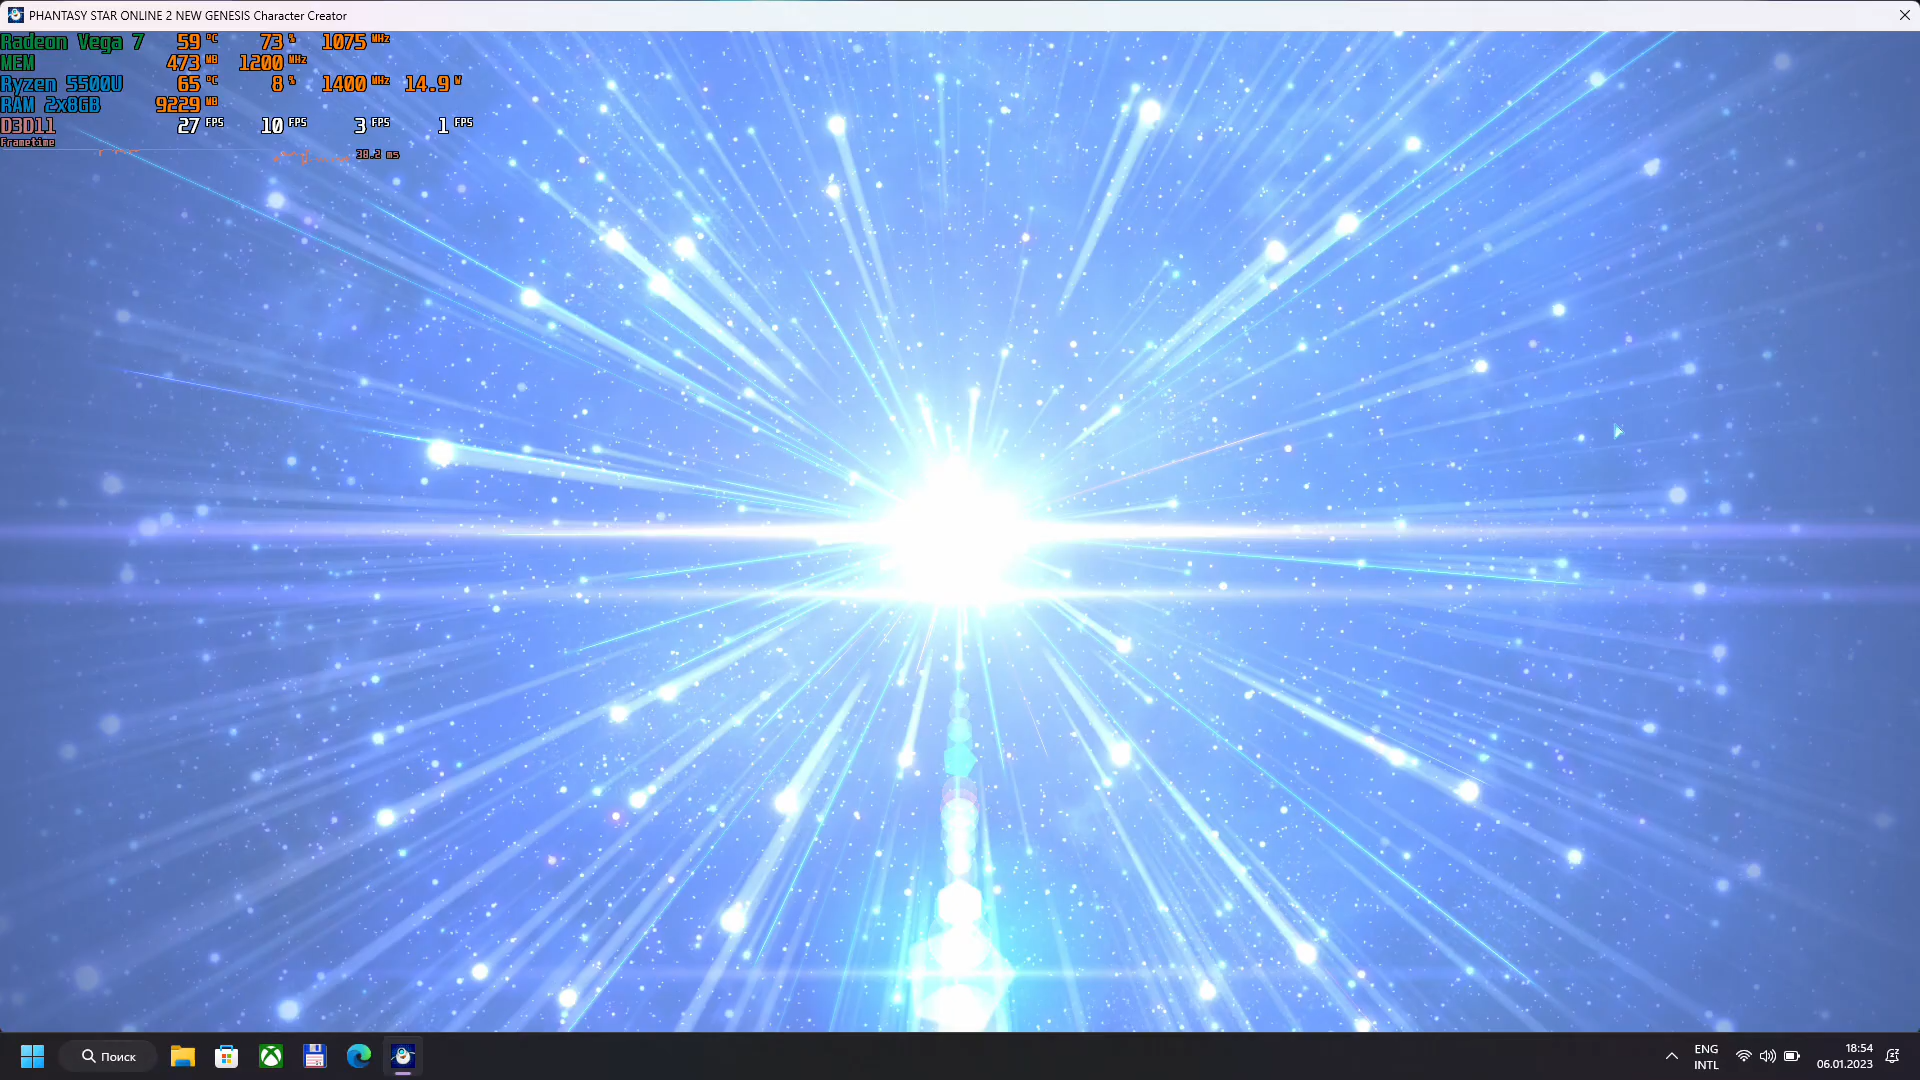 PHANTASY STAR ONLINE 2 NEW GENESIS Character Creator
Radeon Vega 7 59 °C 73 % 1075 MHz
MEM 473 MB 1200 MHz
Ryzen 5500U 65 °C 8 % 1400 MHz 14.9 W
RAM 2x8GB 9229 MB
D3D11 27 FPS 10 FPS 3 FPS 1 FPS
Frametime 38.2 ms
Поиск
ENG
INTL
18:54
06.01.2023